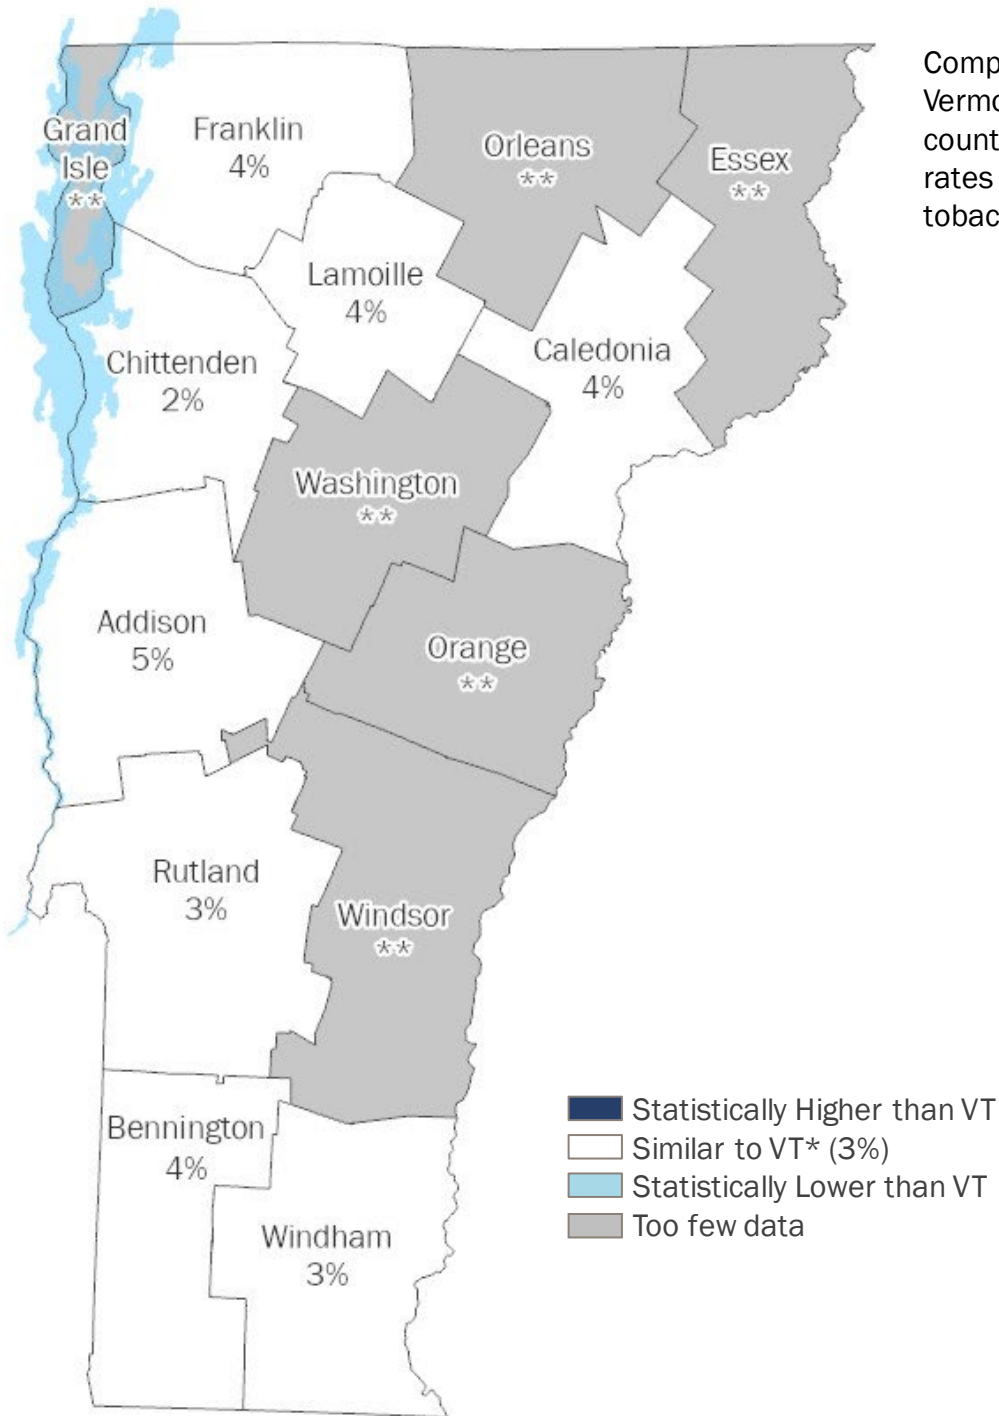 Comp
Vermo
count
rates
tobac
Grand
Isle
**
Franklin
4%
Orleans
**
Essex
**
Lamoille
4%
Chittenden
2%
Caledonia
4%
Washington
**
Addison
5%
Orange
**
Rutland
3%
Windsor
**
Bennington
4%
Windham
3%
Statistically Higher than VT
Similar to VT* (3%)
Statistically Lower than VT
Too few data